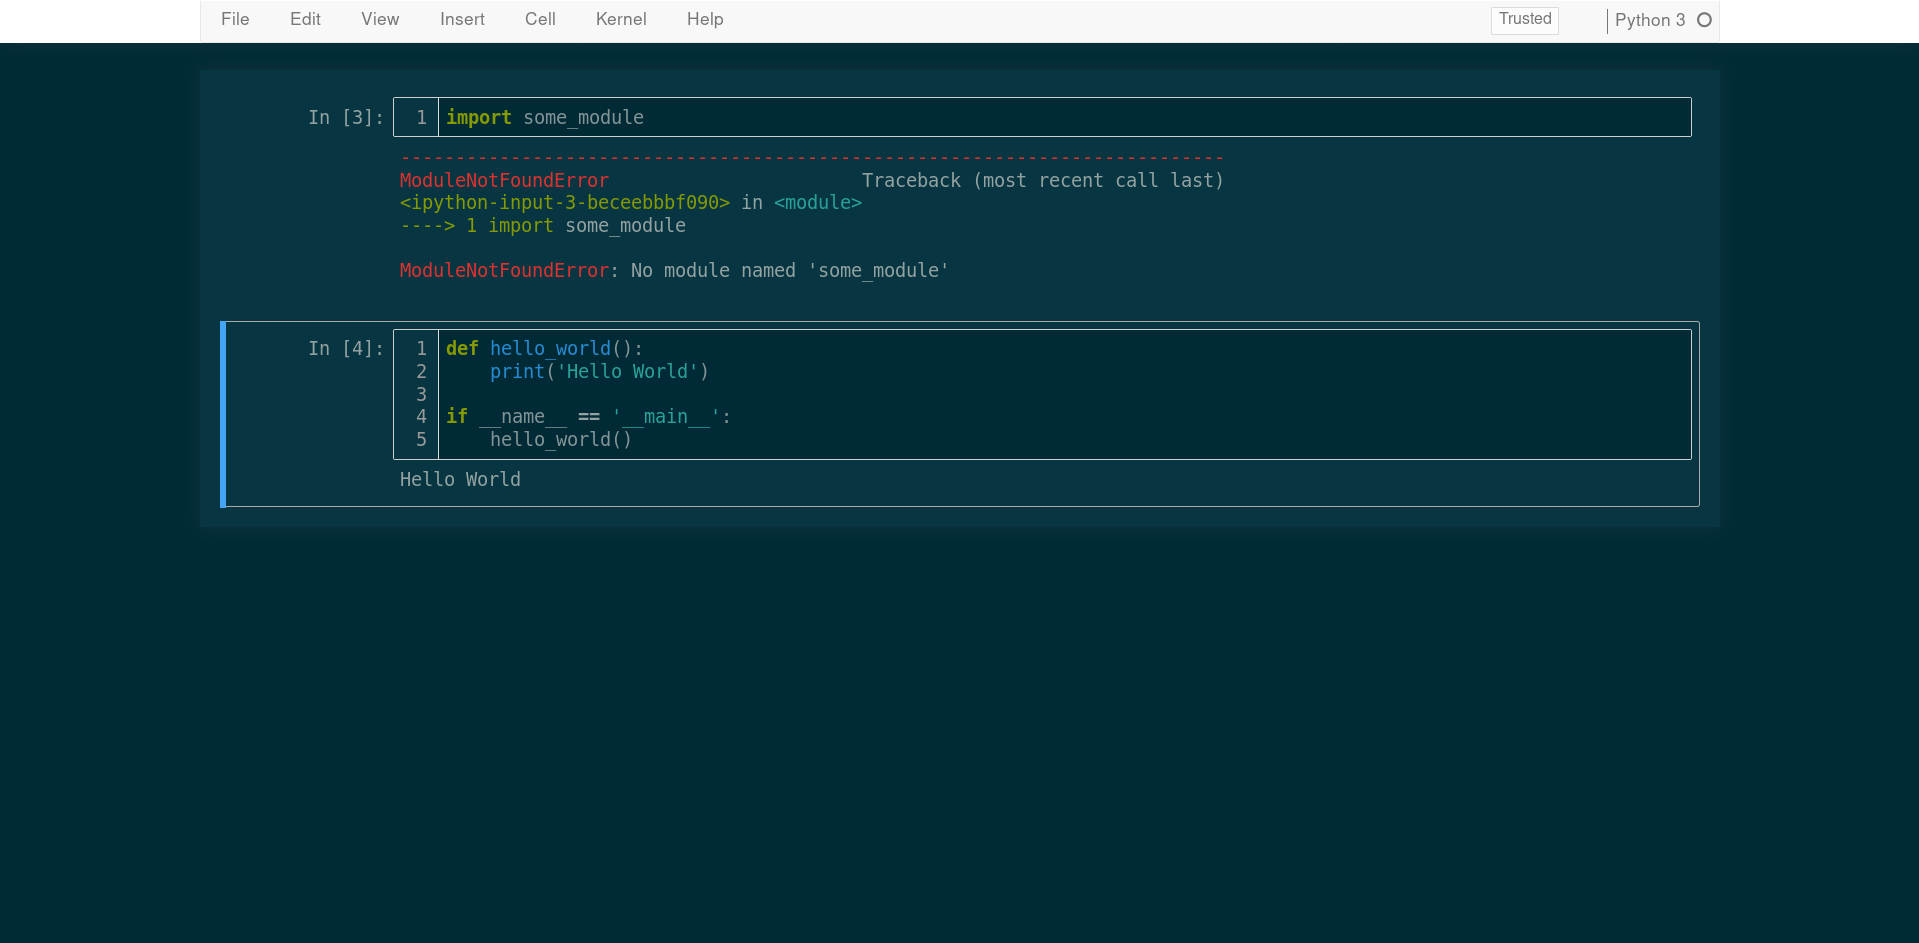 File Edit View Insert Cell Kernel Help Trusted Python 3
In [3]: 1 import some_module
---------------------------------------------------------------------------
ModuleNotFoundError                       Traceback (most recent call last)
<ipython-input-3-beceebbbf090> in <module>
----> 1 import some_module
ModuleNotFoundError: No module named 'some_module'
In [4]: 1 def hello_world():
2     print('Hello World')
3
4 if __name__ == '__main__':
5     hello_world()
Hello World